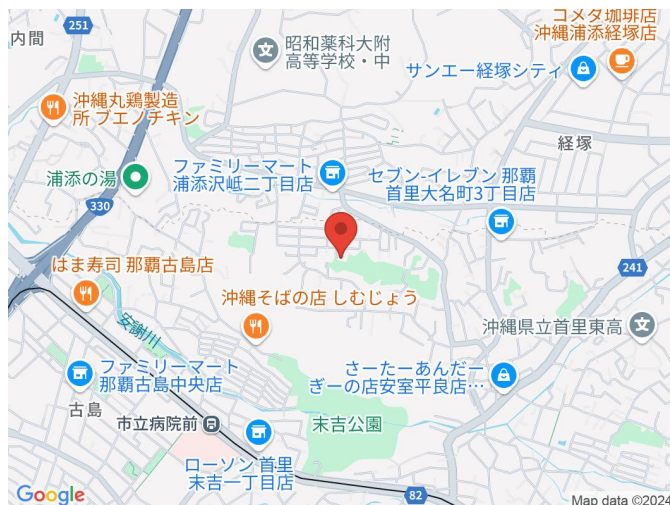 コメダ珈琲店
沖縄浦添経塚店
251
内間
昭和薬科大附
高等学校・中
サンエー経塚シティ
沖縄丸鶏製造
所 ブエノチキン
経塚
ファミリーマート
浦添沢岻二丁目店
セブン-イレブン 那覇
首里大名町3丁目店
浦添の湯
330
はま寿司 那覇古島店
241
沖縄そばの店 しむじょう
安謝川
沖縄県立首里東高
ファミリーマート
那覇古島中央店
さーたーあんだー
ぎーの店安室平良店…
古島
市立病院前
末吉公園
ローソン 首里
末吉一丁目店
82
Google
Map data ©2024